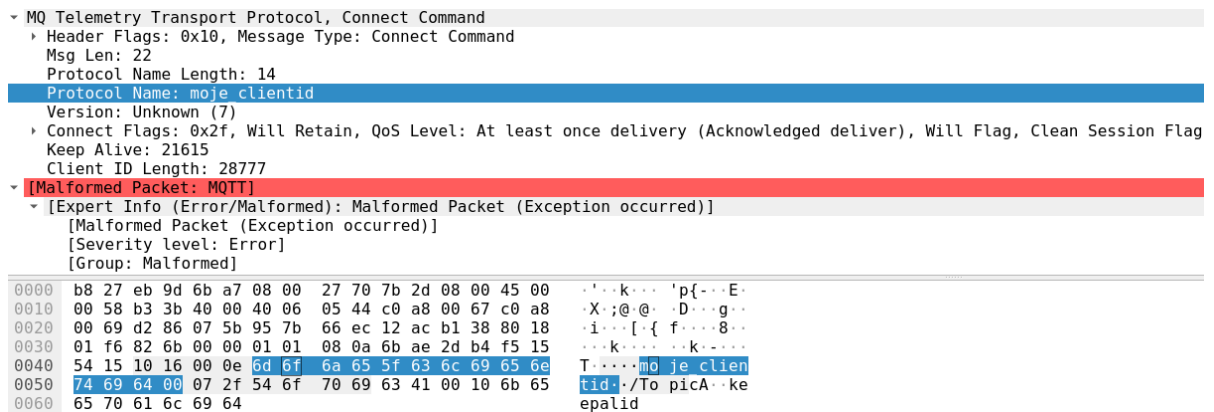 MQ Telemetry Transport Protocol, Connect Command
Header Flags: 0x10, Message Type: Connect Command
Msg Len: 22
Protocol Name Length: 14
Protocol Name: moje_clientid
Version: Unknown (7)
Connect Flags: 0x2f, Will Retain, QoS Level: At least once delivery (Acknowledged deliver), Will Flag, Clean Session Flag
Keep Alive: 21615
Client ID Length: 28777
[Malformed Packet: MQTT]
[Expert Info (Error/Malformed): Malformed Packet (Exception occurred)]
[Malformed Packet (Exception occurred)]
[Severity level: Error]
[Group: Malformed]
0000 b8 27 eb 9d 6b a7 08 00 27 70 7b 2d 08 00 45 00 ·'··k··· 'p{-··E·
0010 00 58 b3 3b 40 00 40 06 05 44 c0 a8 00 67 c0 a8 ·X·;@·@· ·D···g··
0020 00 69 d2 86 07 5b 95 7b 66 ec 12 ac b1 38 80 18 ·i···[·{ f····8··
0030 01 f6 82 6b 00 00 01 01 08 0a 6b ae 2d b4 f5 15 ···k···· ··k·-···
0040 54 15 10 16 00 0e 6d 6f 6a 65 5f 63 6c 69 65 6e T·····mo je_clien
0050 74 69 64 00 07 2f 54 6f 70 69 63 41 00 10 6b 65 tid··/To picA··ke
0060 65 70 61 6c 69 64 epalid